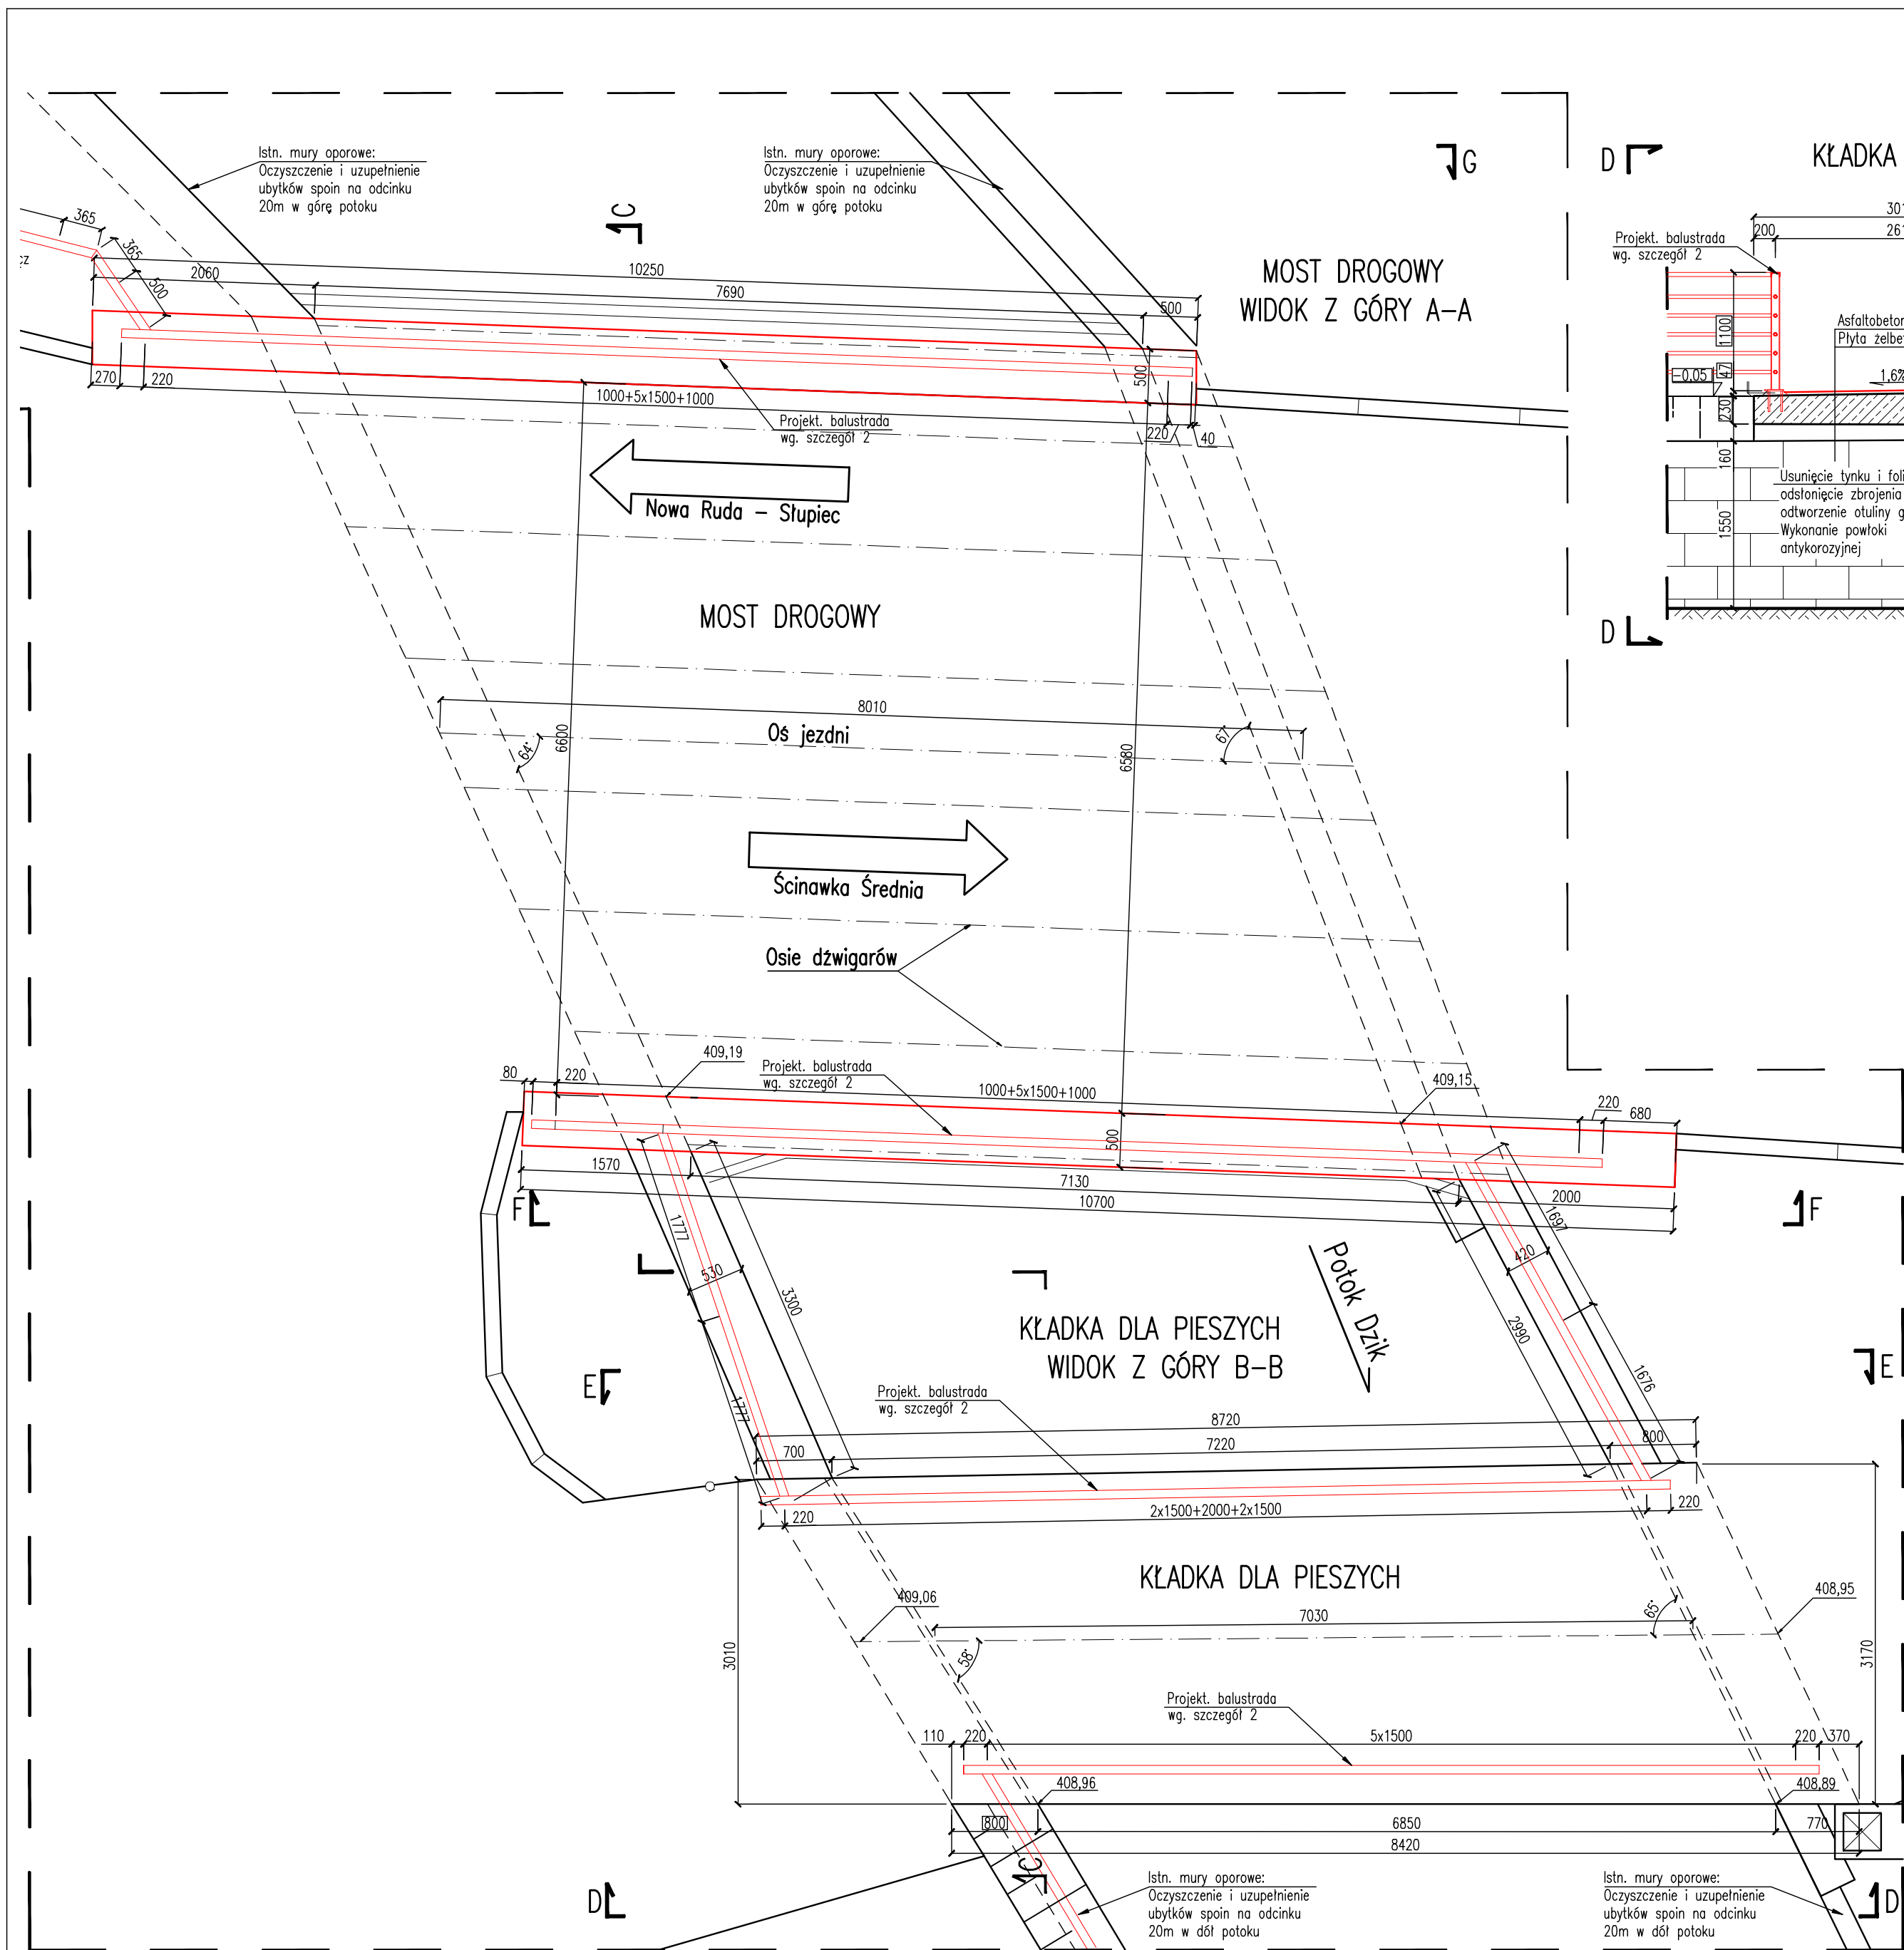 Istn. mury oporowe:
Oczyszczenie i uzupełnienie
ubytków spoin na odcinku
20m w górę potoku
Istn. mury oporowe:
Oczyszczenie i uzupełnienie
ubytków spoin na odcinku
20m w górę potoku
C
G
D
KŁADKA
365
365
500
cz
2060
10250
7690
500
MOST DROGOWY
WIDOK Z GÓRY A-A
Projekt. balustrada
wg. szczegół 2
200
1100
47
-0.05
230
160
1550
1,6%
Usunięcie tynku i
odsłonięcie zbrojenia
odtworzenie otuliny
Wykonanie powłoki
antykorozyjnej
D
270
220
1000+5x1500+1000
Projekt. balustrada
wg. szczegół 2
500
220
40
Nowa Ruda – Słupiec
MOST DROGOWY
8010
Oś jezdni
64°
67°
6600
6580
Ścinawka Średnia
Osie dźwigarów
409,19
80
220
Projekt. balustrada
wg. szczegół 2
1000+5x1500+1000
409,15
220
680
500
1570
7130
10700
2000
F
F
1777
530
3300
1777
1697
420
2990
1676
Potok Dzik
KŁADKA DLA PIESZYCH
WIDOK Z GÓRY B-B
E
E
Projekt. balustrada
wg. szczegół 2
8720
700
7220
800
220
2x1500+2000+2x1500
220
KŁADKA DLA PIESZYCH
409,06
408,95
7030
58°
65°
3010
3170
Projekt. balustrada
wg. szczegół 2
110
220
5x1500
220
370
408,96
408,89
800
6850
770
8420
C
D
D
Istn. mury oporowe:
Oczyszczenie i uzupełnienie
ubytków spoin na odcinku
20m w dół potoku
Istn. mury oporowe:
Oczyszczenie i uzupełnienie
ubytków spoin na odcinku
20m w dół potoku